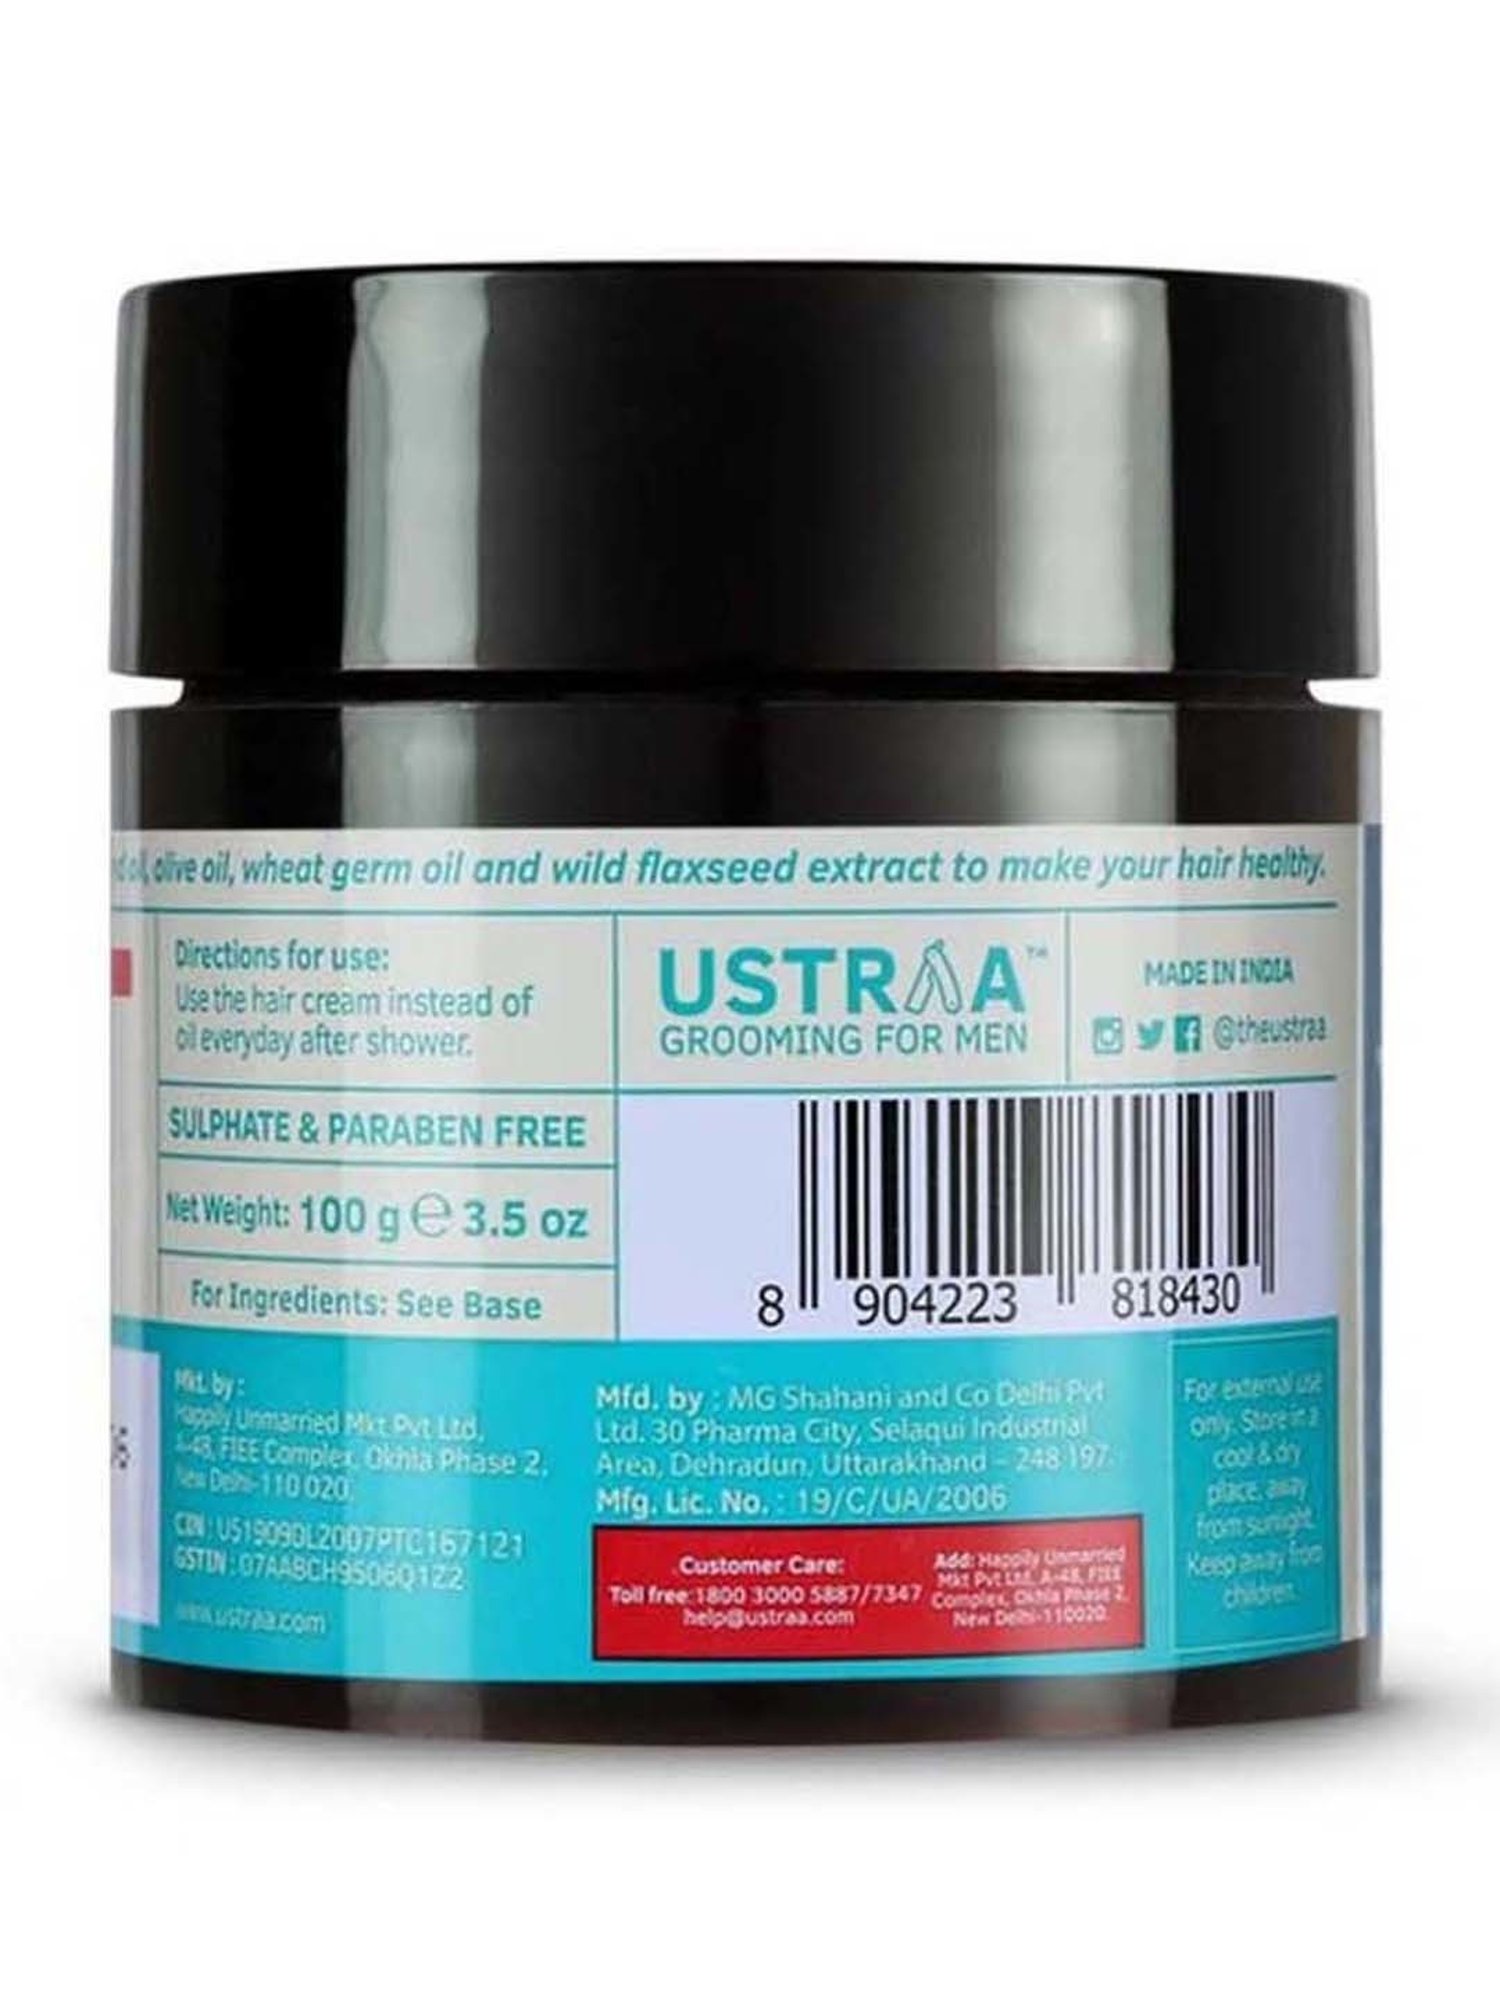 oil, olive oil, wheat germ oil and wild flaxseed extract to make your hair healthy.
Directions for use:
Use the hair cream instead of
oil everyday after shower.
SULPHATE & PARABEN FREE
Net Weight: 100 g ℮ 3.5 oz
For Ingredients: See Base
USTRAA™
GROOMING FOR MEN
MADE IN INDIA
@theustraa
8 904223 818430
Mkt. by :
Happily Unmarried Mkt Pvt Ltd.
A-48, FIEE Complex, Okhla Phase 2,
New Delhi-110 020.
CIN : U51909DL2007PTC167121
GSTIN : 07AABCH9506Q1Z2
www.ustraa.com
Mfd. by : MG Shahani and Co Delhi Pvt
Ltd. 30 Pharma City, Selaqui Industrial
Area, Dehradun, Uttarakhand - 248 197.
Mfg. Lic. No. : 19/C/UA/2006
Customer Care:
Toll free:1800 3000 5887/7347
help@ustraa.com
Add: Happily Unmarried
Mkt Pvt Ltd, A-48, FIEE
Complex, Okhla Phase 2,
New Delhi-110020.
For external use
only. Store in a
cool & dry
place, away
from sunlight.
Keep away from
children.